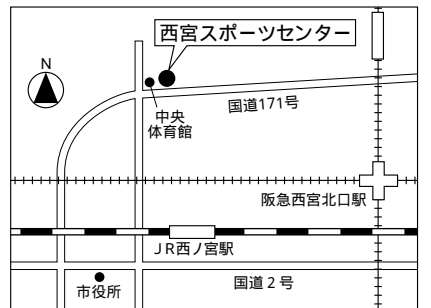 西宮スポーツセンター
N
中央
体育館
国道171号
阪急西宮北口駅
JR西ノ宮駅
市役所
国道2号